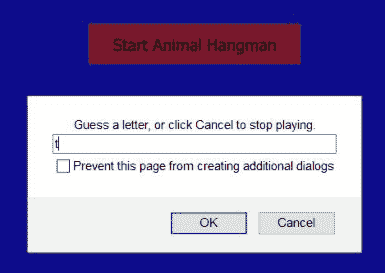 Start Animal Hangman
Guess a letter, or click Cancel to stop playing.
t
Prevent this page from creating additional dialogs
OK
Cancel